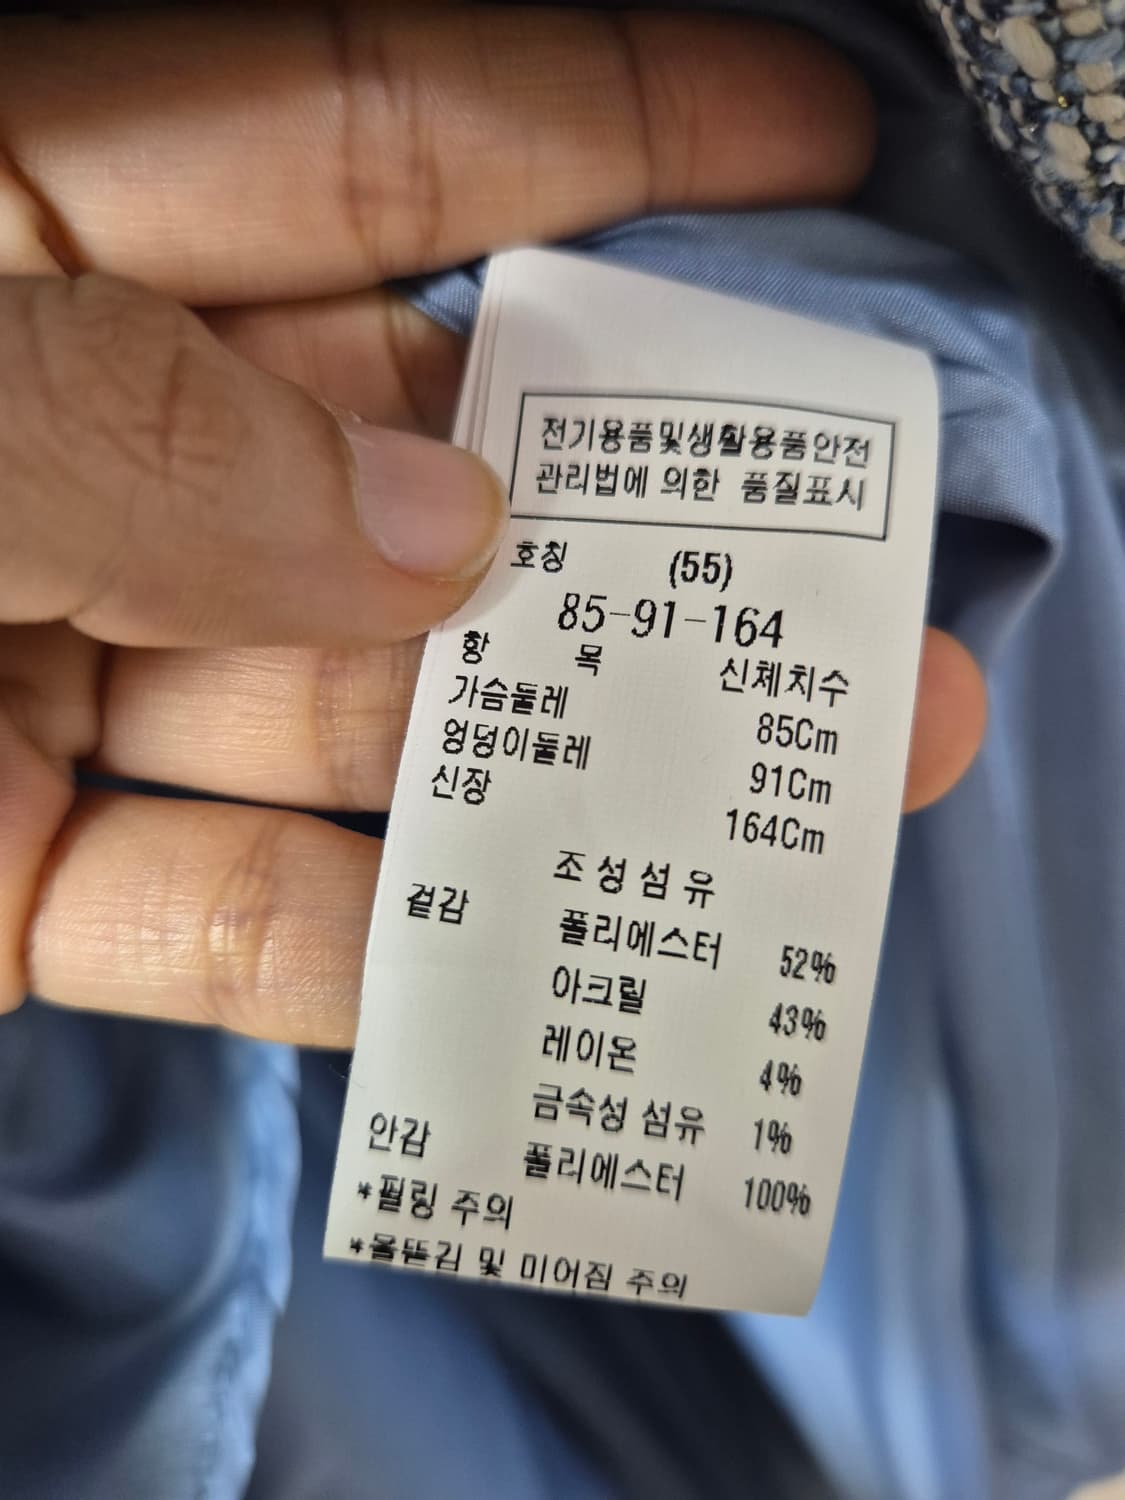 전기용품및생활용품안전
관리법에 의한 품질표시
호칭 (55)
85-91-164
항 목 신체치수
가슴둘레 85Cm
엉덩이둘레 91Cm
신장 164Cm
조성섬유
겉감 폴리에스터 52%
아크릴 43%
레이온 4%
금속성 섬유 1%
안감 폴리에스터 100%
*필링 주의
*올뜯김 및 미어짐 주의